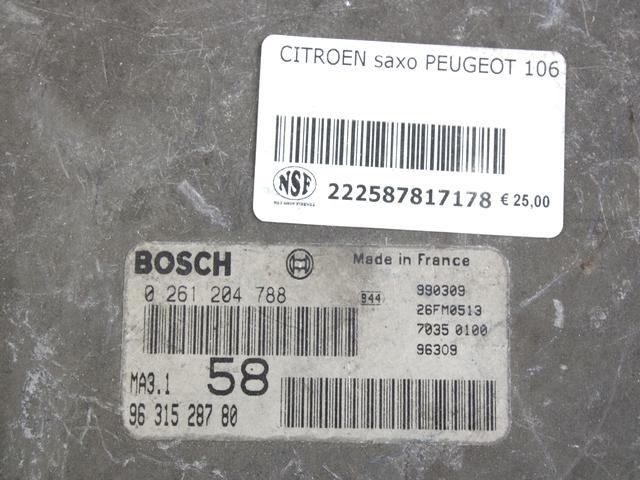 CITROEN saxo PEUGEOT 106
NSF
222587817178 € 25,00
BOSCH Made in France
0 261 204 788 944 990309
26FM0513
7035 0100
96309
MA3.1 58
96 315 287 80